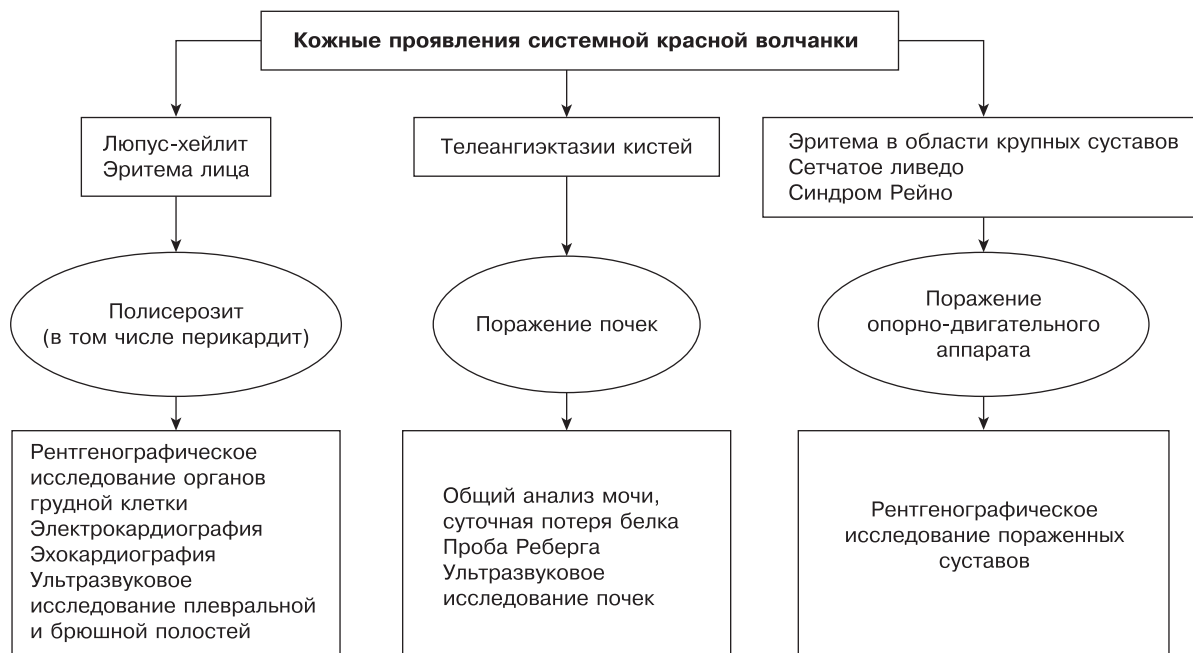 Кожные проявления системной красной волчанки
Люпус-хейлит
Эритема лица
Телеангиэктазии кистей
Эритема в области крупных суставов
Сетчатое ливедо
Синдром Рейно
Полисерозит
(в том числе перикардит)
Поражение почек
Поражение
опорно-двигательного
аппарата
Рентгенографическое
исследование органов
грудной клетки
Электрокардиография
Эхокардиография
Ультразвуковое
исследование плевральной
и брюшной полостей
Общий анализ мочи,
суточная потеря белка
Проба Реберга
Ультразвуковое
исследование почек
Рентгенографическое
исследование пораженных
суставов